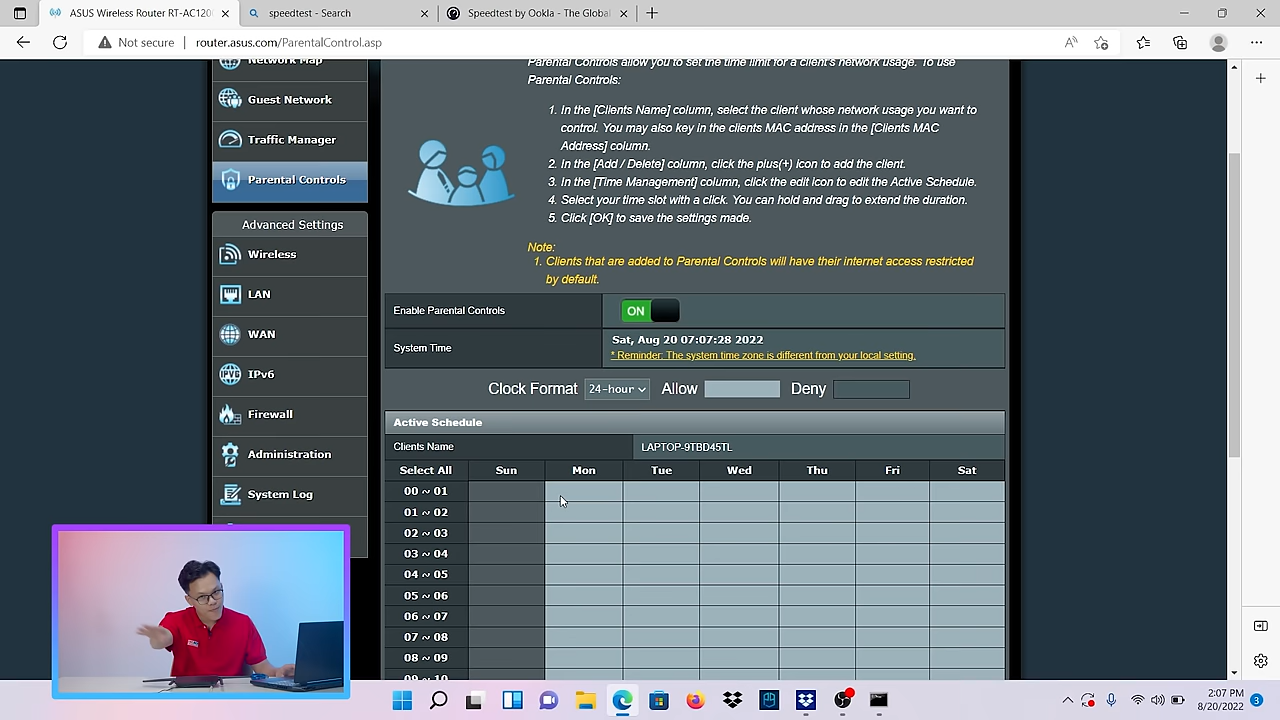 ASUS Wireless Router RT-AC120
speedtest - Search
Speedtest by Ookla - The Global
Not secure
router.asus.com/ParentalControl.asp
Network Map
Guest Network
Traffic Manager
Parental Controls
Advanced Settings
Wireless
LAN
WAN
IPv6
IPv6
Firewall
Administration
System Log
Parental Controls allow you to set the time limit for a client's network usage. To use
Parental Controls:
1. In the [Clients Name] column, select the client whose network usage you want to
control. You may also key in the clients MAC address in the [Clients MAC
Address] column.
2. In the [Add / Delete] column, click the plus(+) icon to add the client.
3. In the [Time Management] column, click the edit icon to edit the Active Schedule.
4. Select your time slot with a click. You can hold and drag to extend the duration.
5. Click [OK] to save the settings made.
Note:
1. Clients that are added to Parental Controls will have their internet access restricted
by default.
Enable Parental Controls
ON
System Time
Sat, Aug 20 07:07:28 2022
* Reminder: The system time zone is different from your local setting.
Clock Format 24-hour Allow Deny
Active Schedule
Clients Name LAPTOP-9TBD45TL
Select All Sun Mon Tue Wed Thu Fri Sat
00 ~ 01
01 ~ 02
02 ~ 03
03 ~ 04
04 ~ 05
05 ~ 06
06 ~ 07
07 ~ 08
08 ~ 09
09 ~ 10
2:07 PM
8/20/2022
3